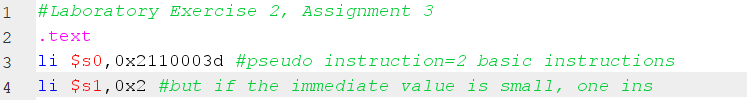 1 #Laboratory Exercise 2, Assignment 3
2 .text
3 li $s0,0x2110003d #pseudo instruction=2 basic instructions
4 li $s1,0x2 #but if the immediate value is small, one ins